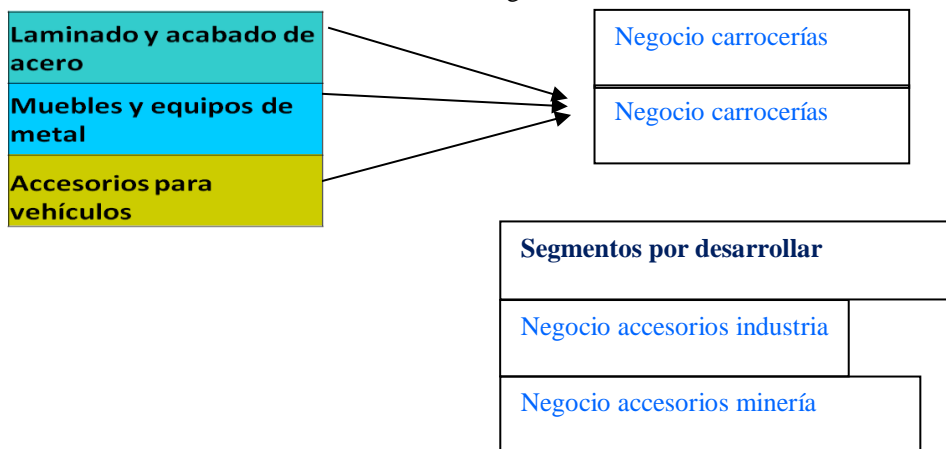 Laminado y acabado de
acero
Muebles y equipos de
metal
Accesorios para
vehículos
Negocio carrocerías
Negocio carrocerías
Segmentos por desarrollar
Negocio accesorios industria
Negocio accesorios minería